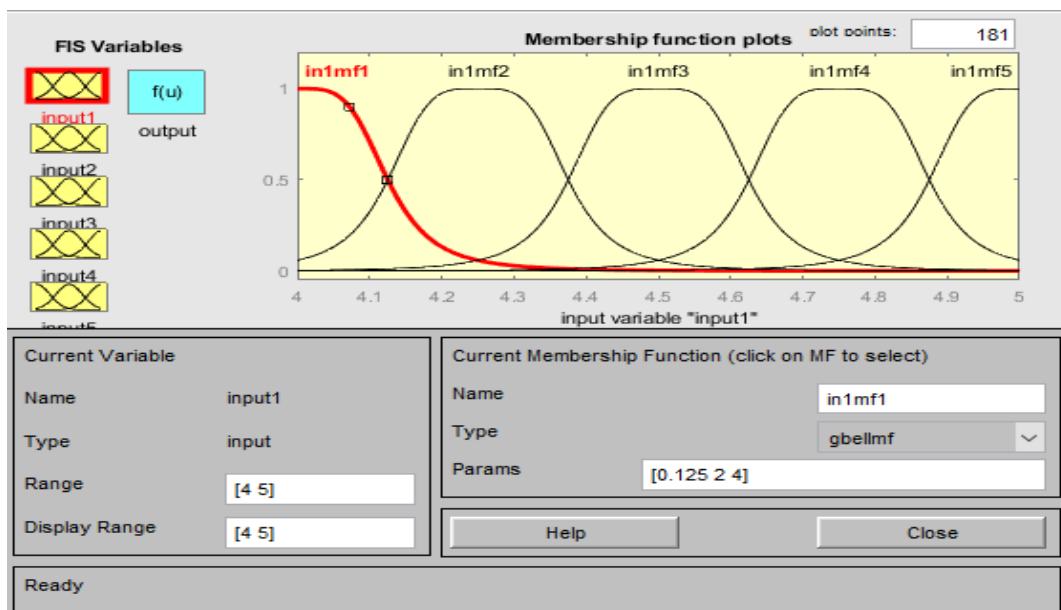 FIS Variables
f(u)
input1
output
input2
input3
input4
input5
Membership function plots
plot points:
181
in1mf1 in1mf2 in1mf3 in1mf4 in1mf5
1
0.5
0
4 4.1 4.2 4.3 4.4 4.5 4.6 4.7 4.8 4.9 5
input variable "input1"
Current Variable
Name input1
Type input
Range [4 5]
Display Range [4 5]
Current Membership Function (click on MF to select)
Name in1mf1
Type gbellmf
Params [0.125 2 4]
Help Close
Ready